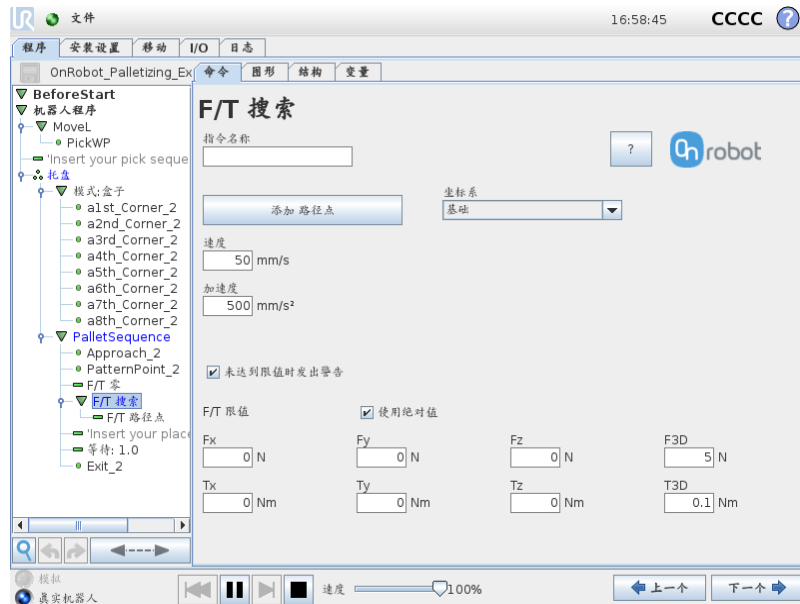 UR 文件 16:58:45 CCCC ?
程序 安装设置 移动 I/O 日志
OnRobot_Palletizing_Ex 命令 图形 结构 变量
BeforeStart
机器人程序
MoveL
PickWP
'Insert your pick seque
托盘
模式:盒子
a1st_Corner_2
a2nd_Corner_2
a3rd_Corner_2
a4th_Corner_2
a5th_Corner_2
a6th_Corner_2
a7th_Corner_2
a8th_Corner_2
PalletSequence
Approach_2
PatternPoint_2
F/T 零
F/T 搜索
F/T 路径点
'Insert your place
等待: 1.0
Exit_2
F/T 搜索
指令名称
? On robot
坐标系
添加 路径点 基础
速度
50 mm/s
加速度
500 mm/s²
未达到限值时发出警告
F/T 限值 使用绝对值
Fx Fy Fz F3D
0 N 0 N 0 N 5 N
Tx Ty Tz T3D
0 Nm 0 Nm 0 Nm 0.1 Nm
模拟
真实机器人
速度 100% 上一个 下一个